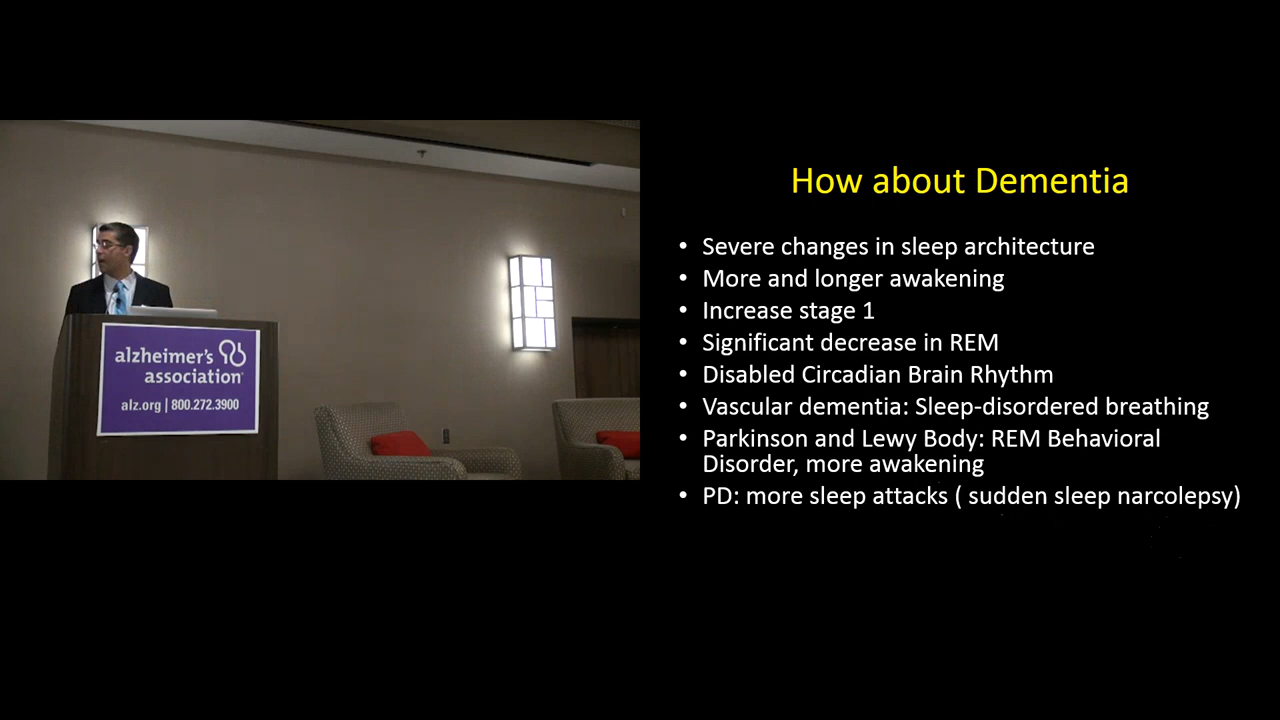 alzheimer's
association
alz.org | 800.272.3900
How about Dementia
• Severe changes in sleep architecture
• More and longer awakening
• Increase stage 1
• Significant decrease in REM
• Disabled Circadian Brain Rhythm
• Vascular dementia: Sleep-disordered breathing
• Parkinson and Lewy Body: REM Behavioral
Disorder, more awakening
• PD: more sleep attacks ( sudden sleep narcolepsy)